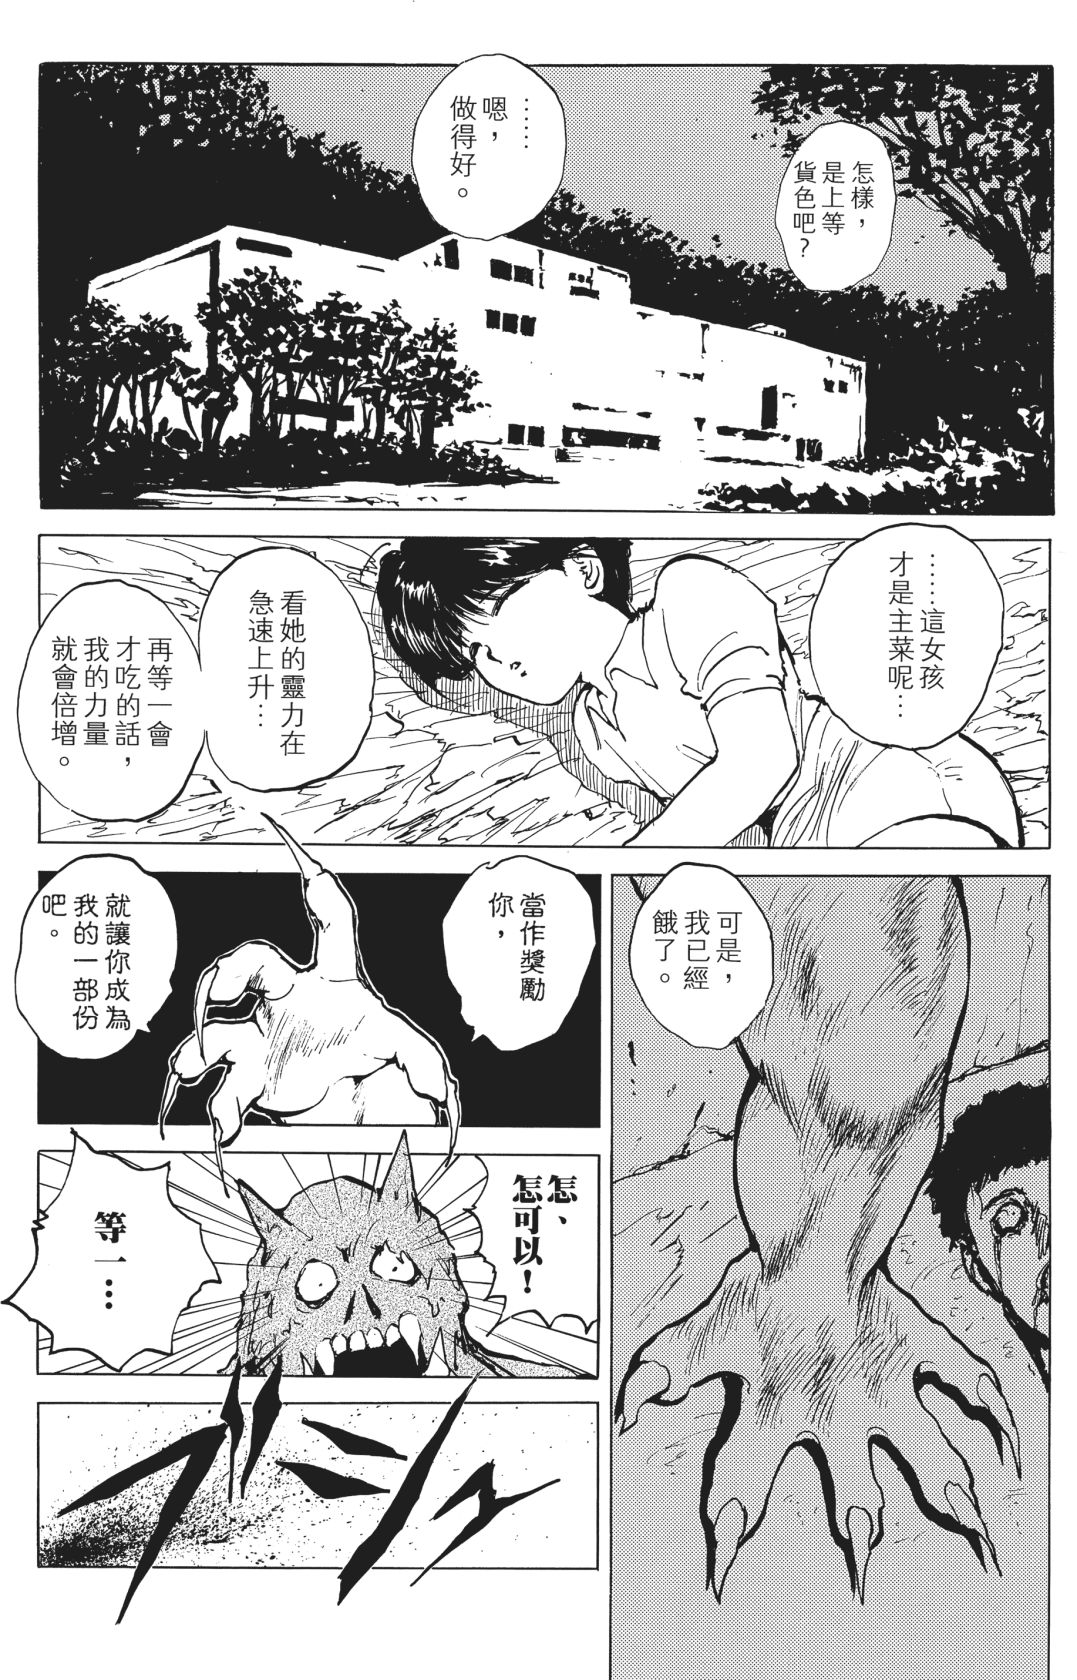 怎樣，
是上等
貨色吧？
……
嗯，
做得好。
……這女孩
才是主菜呢…
看她的靈力在
急速上升…
再等一會
才吃的話，
我的力量
就會倍增。
可是，
我已經
餓了。
當作獎勵
你，
就讓你成為
我的一部份
吧。
怎、
怎可以！
等一…
ブシュ